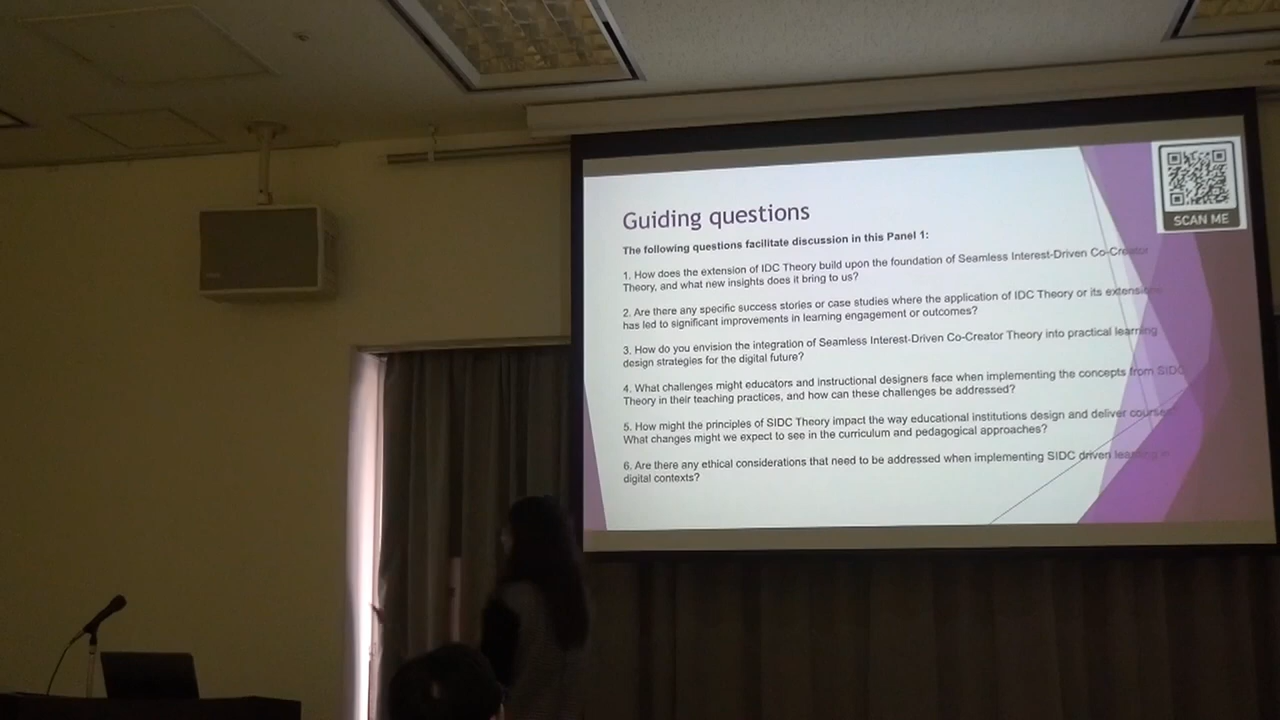 Guiding questions
The following questions facilitate discussion in this Panel 1:
1. How does the extension of IDC Theory build upon the foundation of Seamless Interest-Driven Co-Creator
Theory, and what new insights does it bring to us?
2. Are there any specific success stories or case studies where the application of IDC Theory or its extensions
has led to significant improvements in learning engagement or outcomes?
3. How do you envision the integration of Seamless Interest-Driven Co-Creator Theory into practical learning
design strategies for the digital future?
4. What challenges might educators and instructional designers face when implementing the concepts from SIDC
Theory in their teaching practices, and how can these challenges be addressed?
5. How might the principles of SIDC Theory impact the way educational institutions design and deliver courses?
What changes might we expect to see in the curriculum and pedagogical approaches?
6. Are there any ethical considerations that need to be addressed when implementing SIDC driven learning in
digital contexts?
SCAN ME